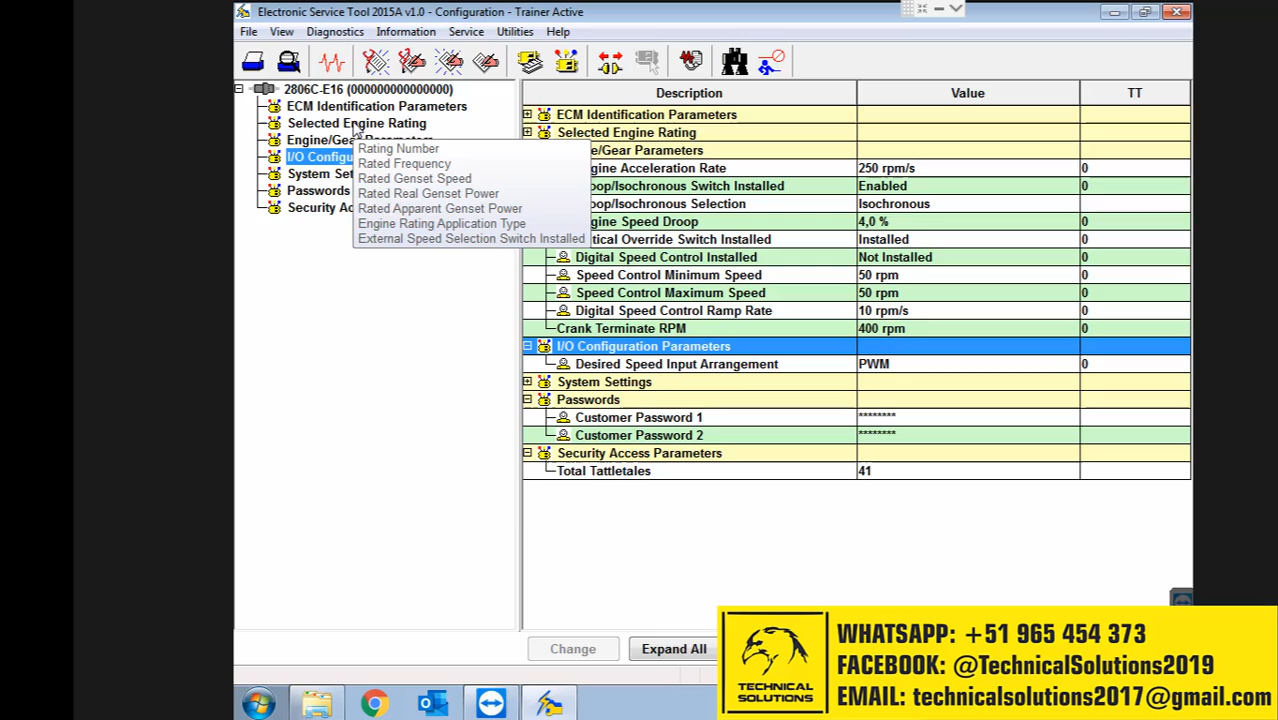 Electronic Service Tool 2015A v1.0 - Configuration - Trainer Active
File View Diagnostics Information Service Utilities Help
2806C-E16 (000000000000000)
ECM Identification Parameters
Selected Engine Rating
Engine/Gear Parameters
I/O Configu
System Set
Passwords
Security Ac
Rating Number
Rated Frequency
Rated Genset Speed
Rated Real Genset Power
Rated Apparent Genset Power
Engine Rating Application Type
External Speed Selection Switch Installed
Description Value TT
ECM Identification Parameters
Selected Engine Rating
e/Gear Parameters
gine Acceleration Rate 250 rpm/s 0
oop/Isochronous Switch Installed Enabled 0
oop/Isochronous Selection Isochronous 0
gine Speed Droop 4,0 % 0
tical Override Switch Installed Installed 0
Digital Speed Control Installed Not Installed 0
Speed Control Minimum Speed 50 rpm 0
Speed Control Maximum Speed 50 rpm 0
Digital Speed Control Ramp Rate 10 rpm/s 0
Crank Terminate RPM 400 rpm 0
I/O Configuration Parameters
Desired Speed Input Arrangement PWM 0
System Settings
Passwords
Customer Password 1 ********
Customer Password 2 ********
Security Access Parameters
Total Tattletales 41
Change Expand All
TECHNICAL
SOLUTIONS
WHATSAPP: +51 965 454 373
FACEBOOK: @TechnicalSolutions2019
EMAIL: technicalsolutions2017@gmail.com